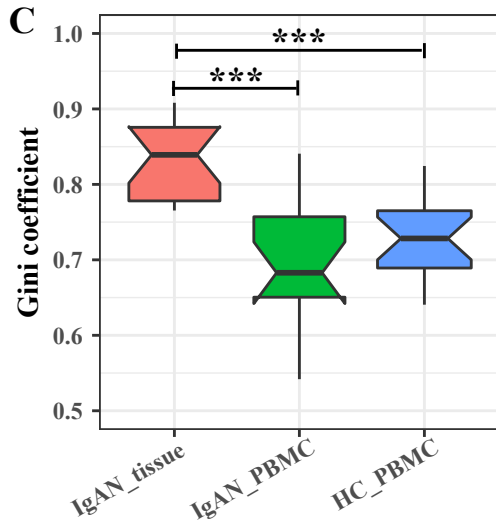 C
***
***
1.0
0.9
0.8
0.7
0.6
0.5
Gini coefficient
IgAN_tissue
IgAN_PBMC
HC_PBMC